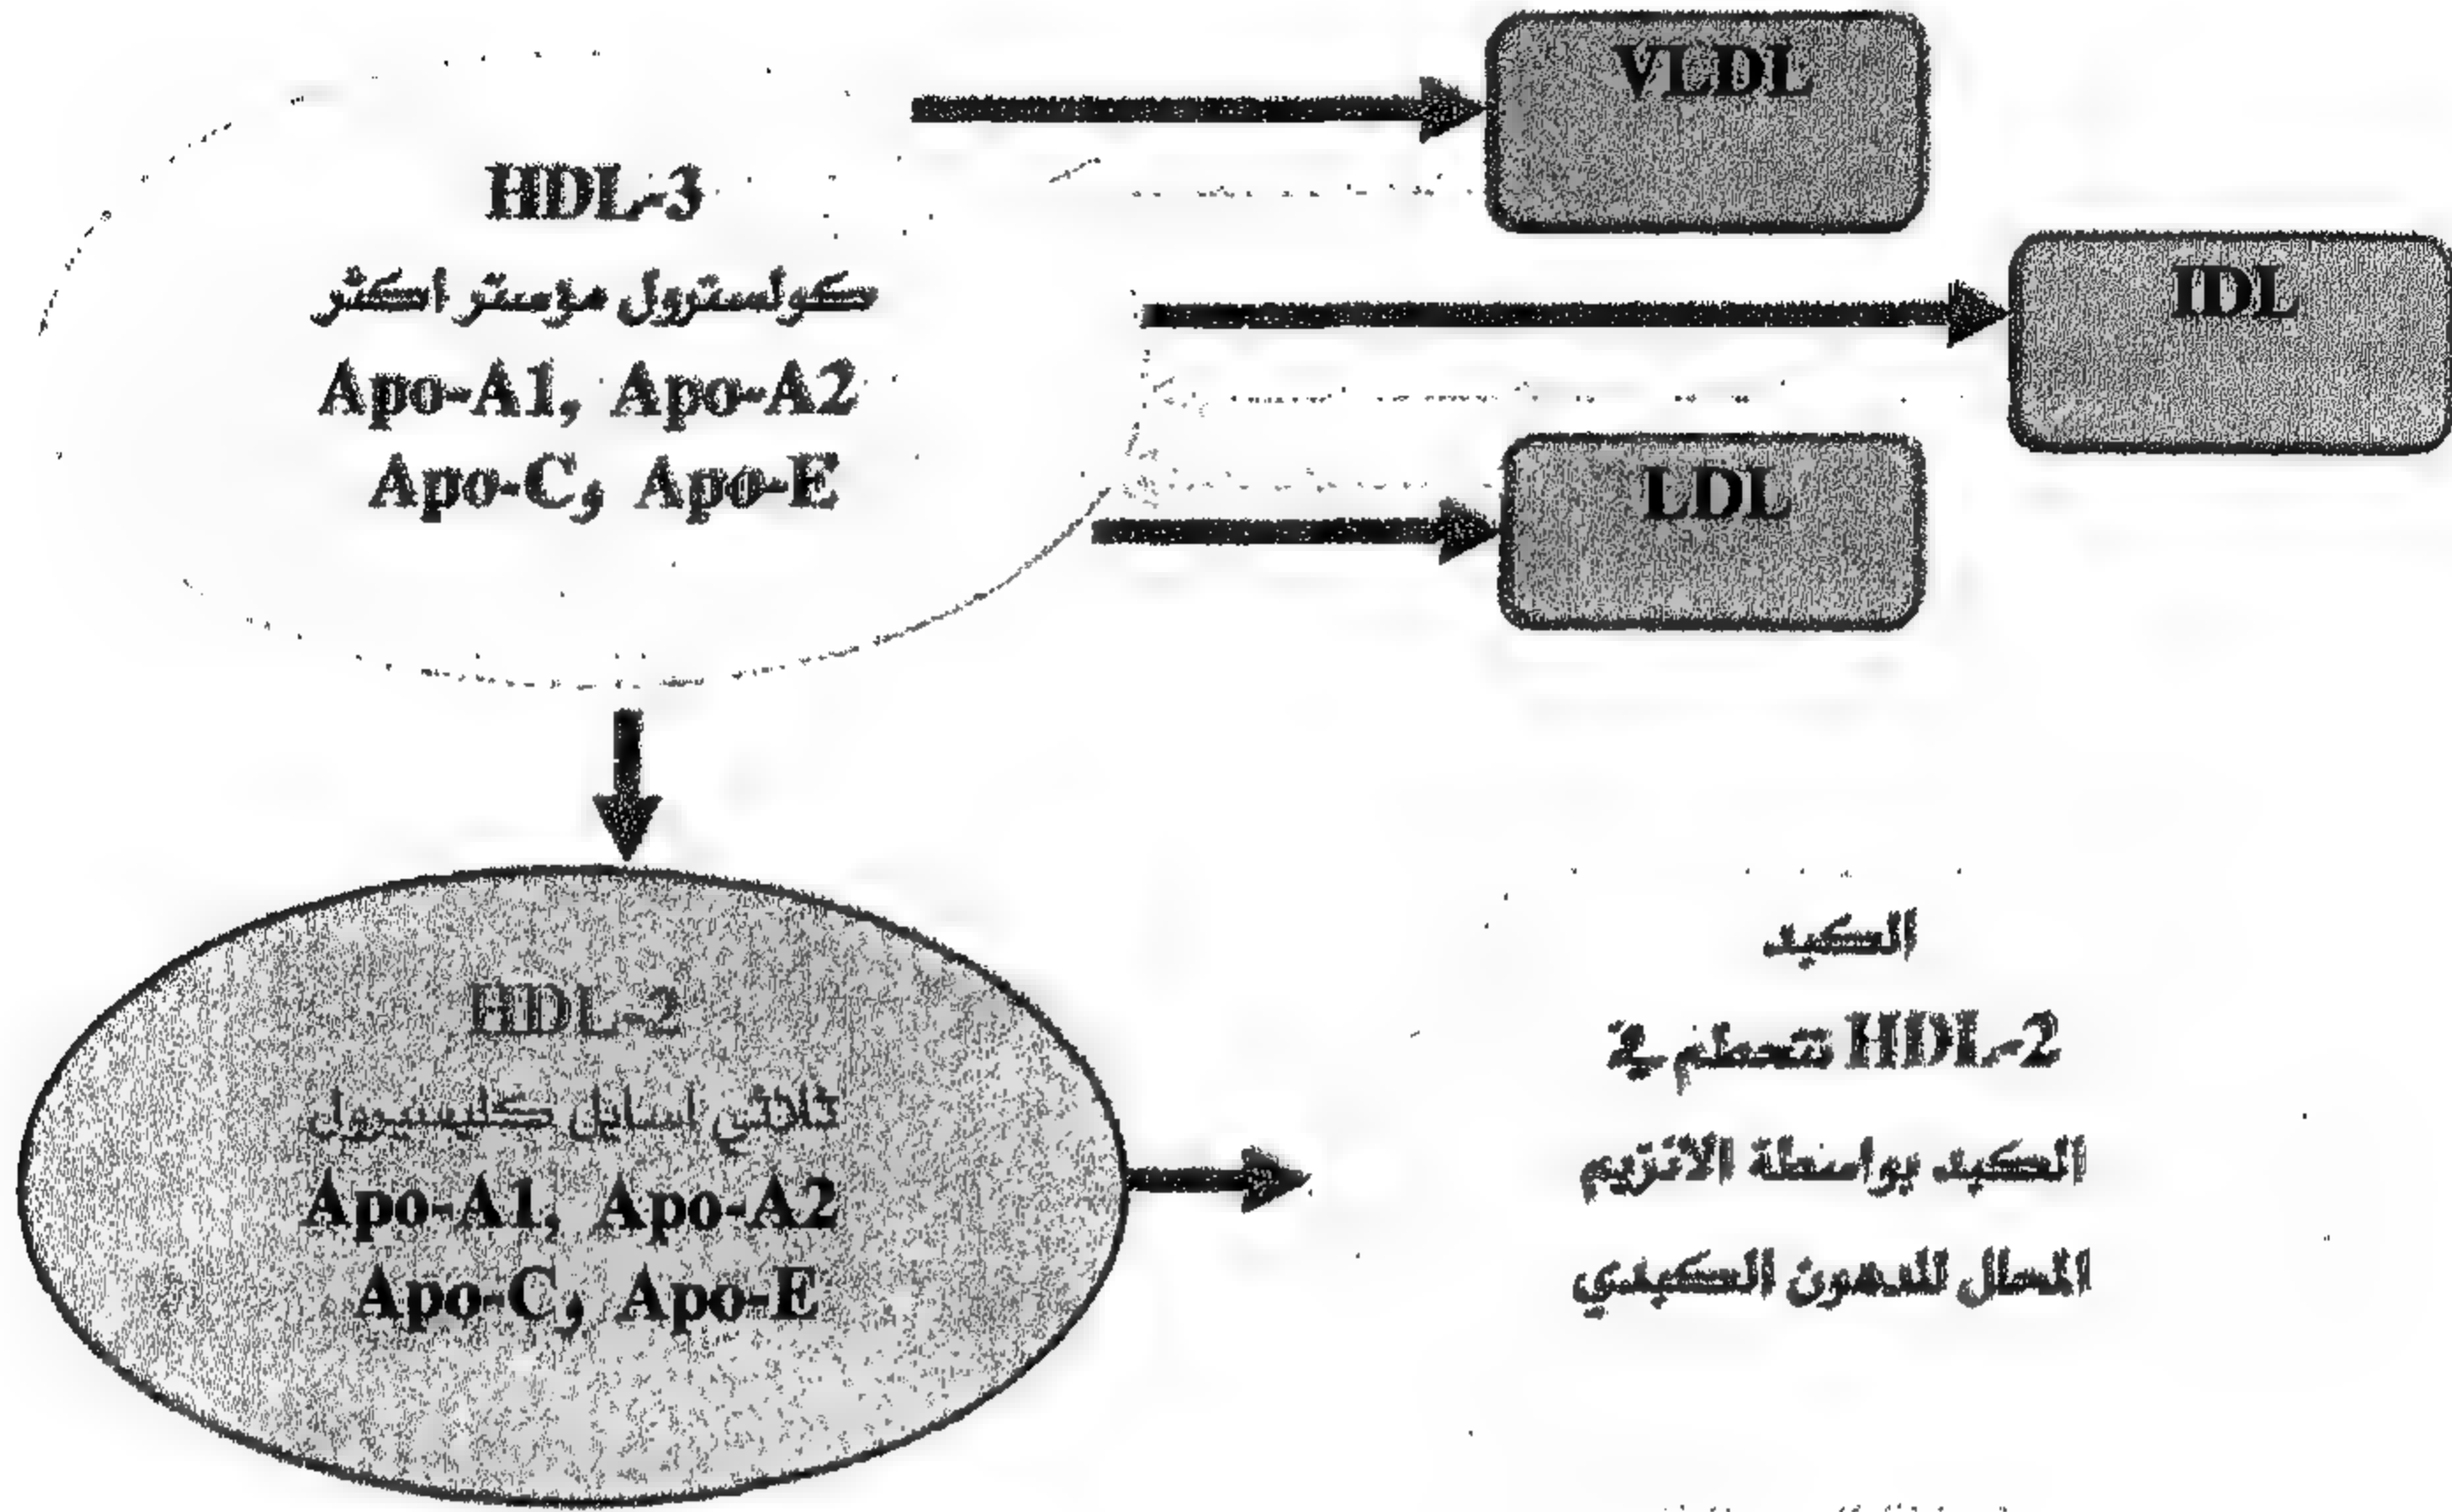 HDL-3
كولسترول مؤستر اكثر
Apo-A1, Apo-A2
Apo-C, Apo-E
VLDL
IDL
LDL
HDL-2
ثلاثي اسايل كليسرول
Apo-A1, Apo-A2
Apo-C, Apo-E
الكبد
HDL-2 تتحطم في
الكبد بواسطة الانزيم
المحلل للدهون الكبدي